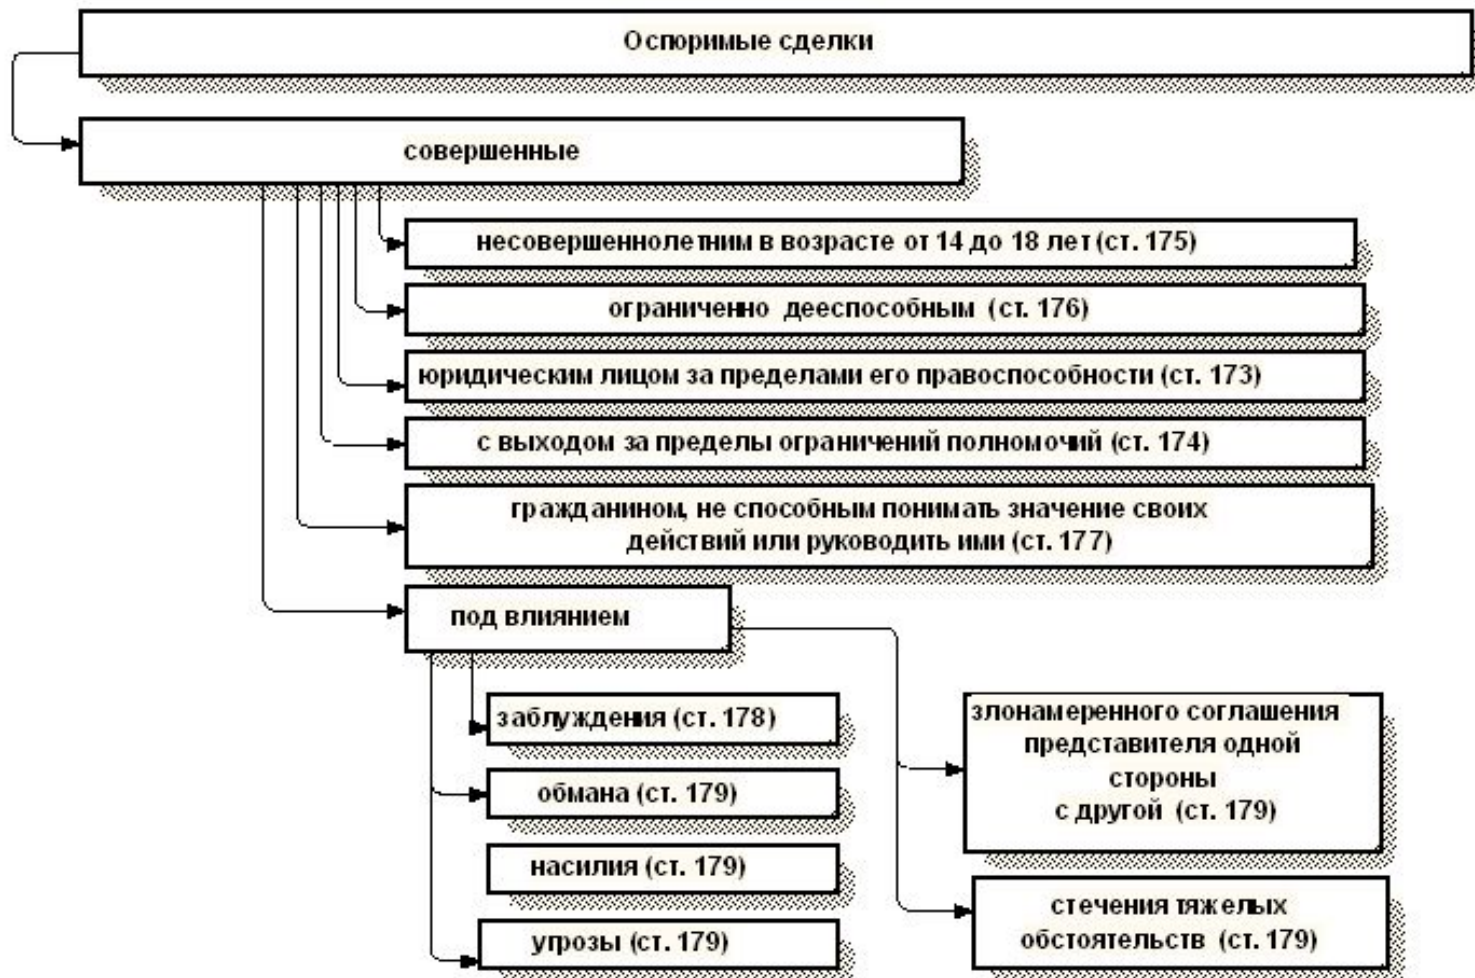 Оспоримые сделки
совершенные
несовершеннолетним в возрасте от 14 до 18 лет (ст. 175)
ограниченно дееспособным (ст. 176)
юридическим лицом за пределами его правоспособности (ст. 173)
с выходом за пределы ограничений полномочий (ст. 174)
гражданином, не способным понимать значение своих
действий или руководить ими (ст. 177)
под влиянием
заблуждения (ст. 178)
обмана (ст. 179)
насилия (ст. 179)
угрозы (ст. 179)
злонамеренного соглашения
представителя одной
стороны
с другой (ст. 179)
стечения тяжелых
обстоятельств (ст. 179)